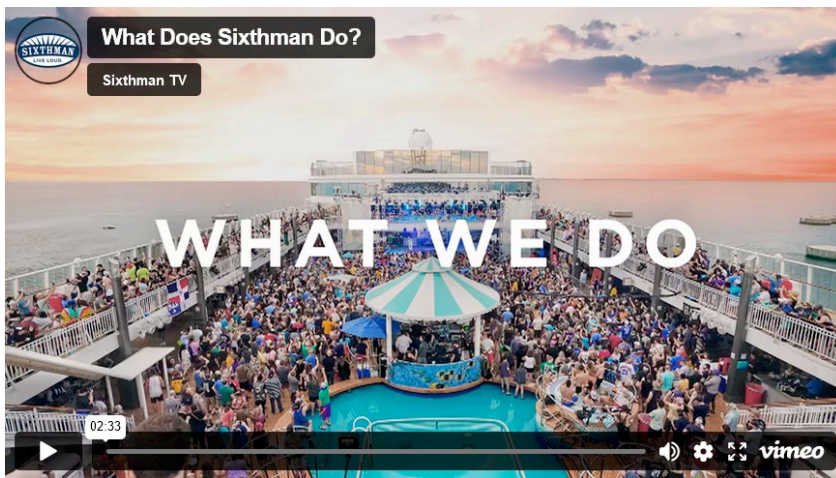 What Does Sixthman Do?
SIXTHMAN
LIVE LOUD.
Sixthman TV
WHAT WE DO
02:33
vimeo